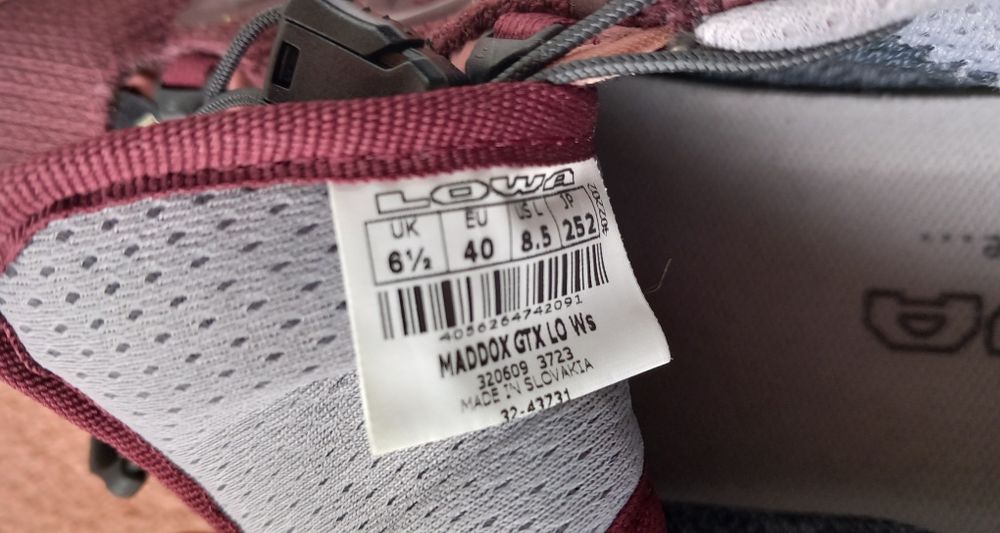 LOWA
UK EU US L JP
6½ 40 8.5 252
4056264742091
MADDOX GTX LO Ws
320609 3723
MADE IN SLOVAKIA
32-43731